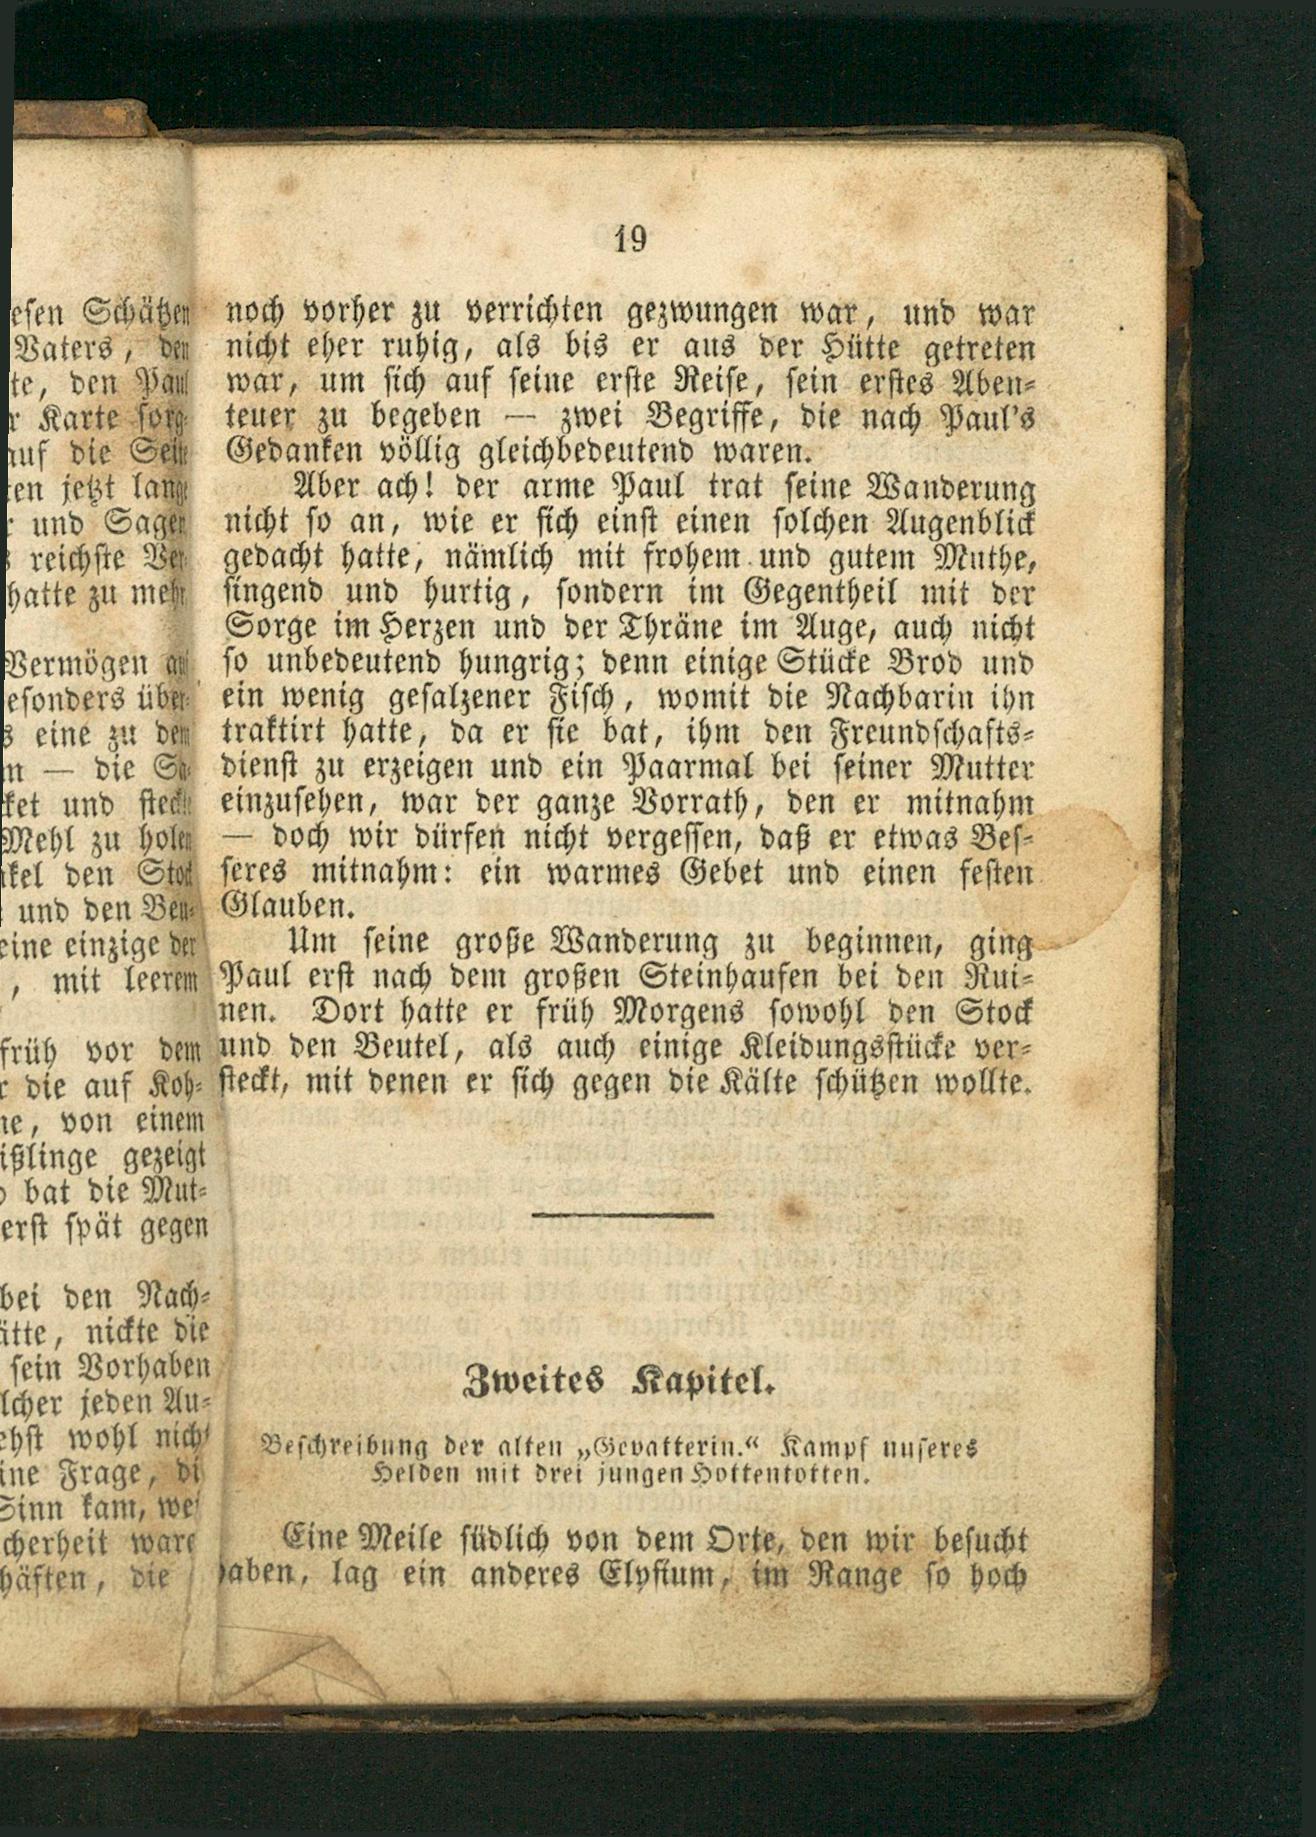 19
noch vorher zu verrichten gezwungen war, und war
nicht eher ruhig, als bis er aus der Hütte getreten
war, um sich auf seine erste Reise, sein erstes Aben-
teuer zu begeben — zwei Begriffe, die nach Paul's
Gedanken völlig gleichbedeutend waren.
Aber ach! der arme Paul trat seine Wanderung
nicht so an, wie er sich einst einen solchen Augenblick
gedacht hatte, nämlich mit frohem und gutem Muthe,
singend und hurtig, sondern im Gegentheil mit der
Sorge im Herzen und der Thräne im Auge, auch nicht
so unbedeutend hungrig; denn einige Stücke Brod und
ein wenig gesalzener Fisch, womit die Nachbarin ihn
traktirt hatte, da er sie bat, ihm den Freundschafts-
dienst zu erzeigen und ein Paarmal bei seiner Mutter
einzusehen, war der ganze Vorrath, den er mitnahm
— doch wir dürfen nicht vergessen, daß er etwas Bes-
seres mitnahm: ein warmes Gebet und einen festen
Glauben.
Um seine große Wanderung zu beginnen, ging
Paul erst nach dem großen Steinhaufen bei den Rui-
nen. Dort hatte er früh Morgens sowohl den Stock
und den Beutel, als auch einige Kleidungsstücke ver-
steckt, mit denen er sich gegen die Kälte schützen wollte.
Zweites Kapitel.
Beschreibung der alten „Gevatterin.“ Kampf unseres
Helden mit drei jungen Hottentotten.
Eine Meile südlich von dem Orte, den wir besucht
haben, lag ein anderes Elysium, im Range so hoch